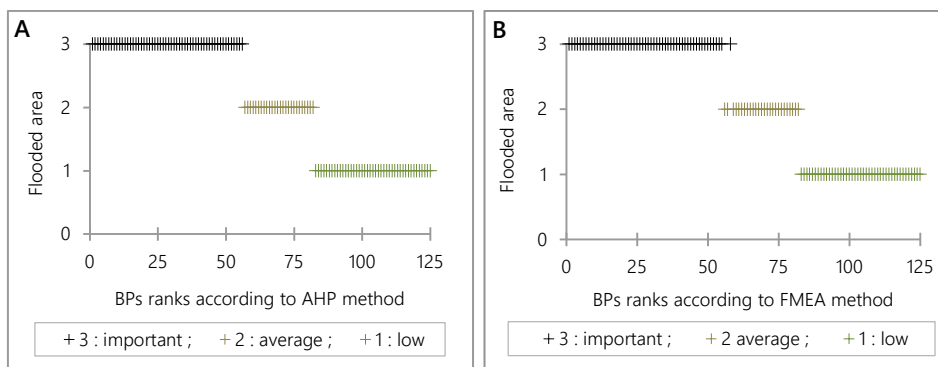 A
Flooded area
3
2
1
0
0 25 50 75 100 125
BPs ranks according to AHP method
3 : important ; 2 : average ; 1 : low
B
Flooded area
3
2
1
0
0 25 50 75 100 125
BPs ranks according to FMEA method
3 : important ; 2 average ; 1 : low